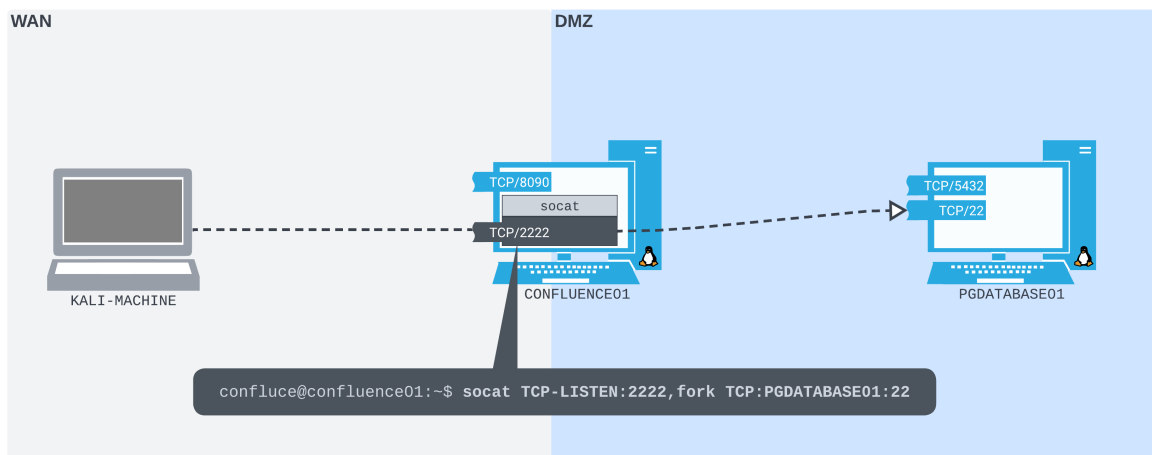 WAN
DMZ
TCP/8090
socat
TCP/2222
TCP/5432
TCP/22
KALI-MACHINE
CONFLUENCE01
PGDATABASE01
confluce@confluence01:~$ socat TCP-LISTEN:2222,fork TCP:PGDATABASE01:22